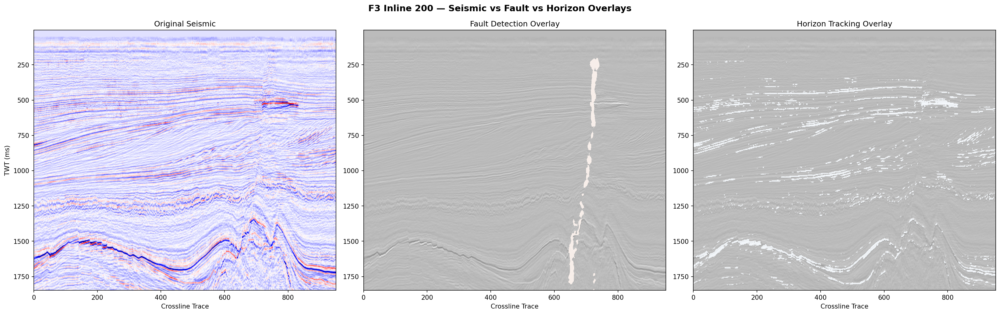 F3 Inline 200 — Seismic vs Fault vs Horizon Overlays
Original Seismic
Fault Detection Overlay
Horizon Tracking Overlay
TWT (ms)
250
500
750
1000
1250
1500
1750
0 200 400 600 800
Crossline Trace
250
500
750
1000
1250
1500
1750
0 200 400 600 800
Crossline Trace
250
500
750
1000
1250
1500
1750
0 200 400 600 800
Crossline Trace